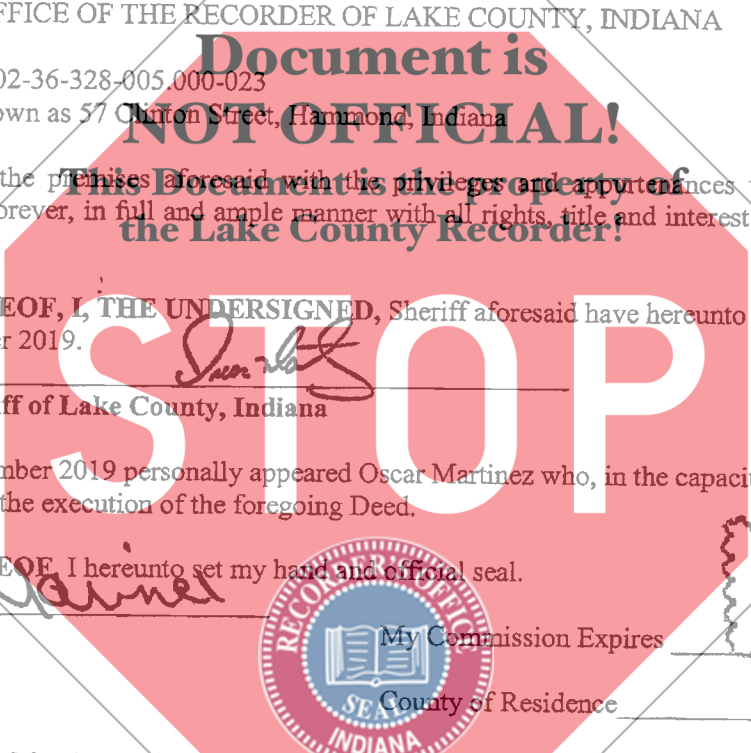 FFICE OF THE RECORDER OF LAKE COUNTY, INDIANA
Document is
02-36-328-005.000-023
own as 57 Clinton Street, Hammond, Indiana
NOT OFFICIAL!
the premises aforesaid with the privileges and appurtenances
This Document is the property of
orever, in full and ample manner with all rights, title and interest
the Lake County Recorder!
EOF, I, THE UNDERSIGNED, Sheriff aforesaid have hereunto
r 2019.
STOP
ff of Lake County, Indiana
mber 2019 personally appeared Oscar Martinez who, in the capacit
the execution of the foregoing Deed.
EOF, I hereunto set my hand and official seal.
RECORDER'S OFFICE
My Commission Expires
SEAL
County of Residence
INDIANA